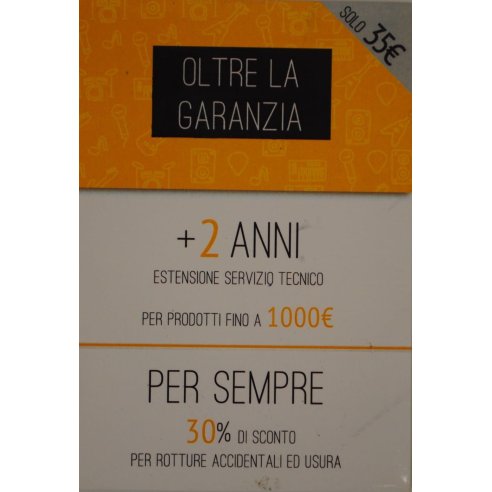 SOLO 35€
OLTRE LA
GARANZIA
+2 ANNI
ESTENSIONE SERVIZIO TECNICO
PER PRODOTTI FINO A 1000€
PER SEMPRE
30% DI SCONTO
PER ROTTURE ACCIDENTALI ED USURA